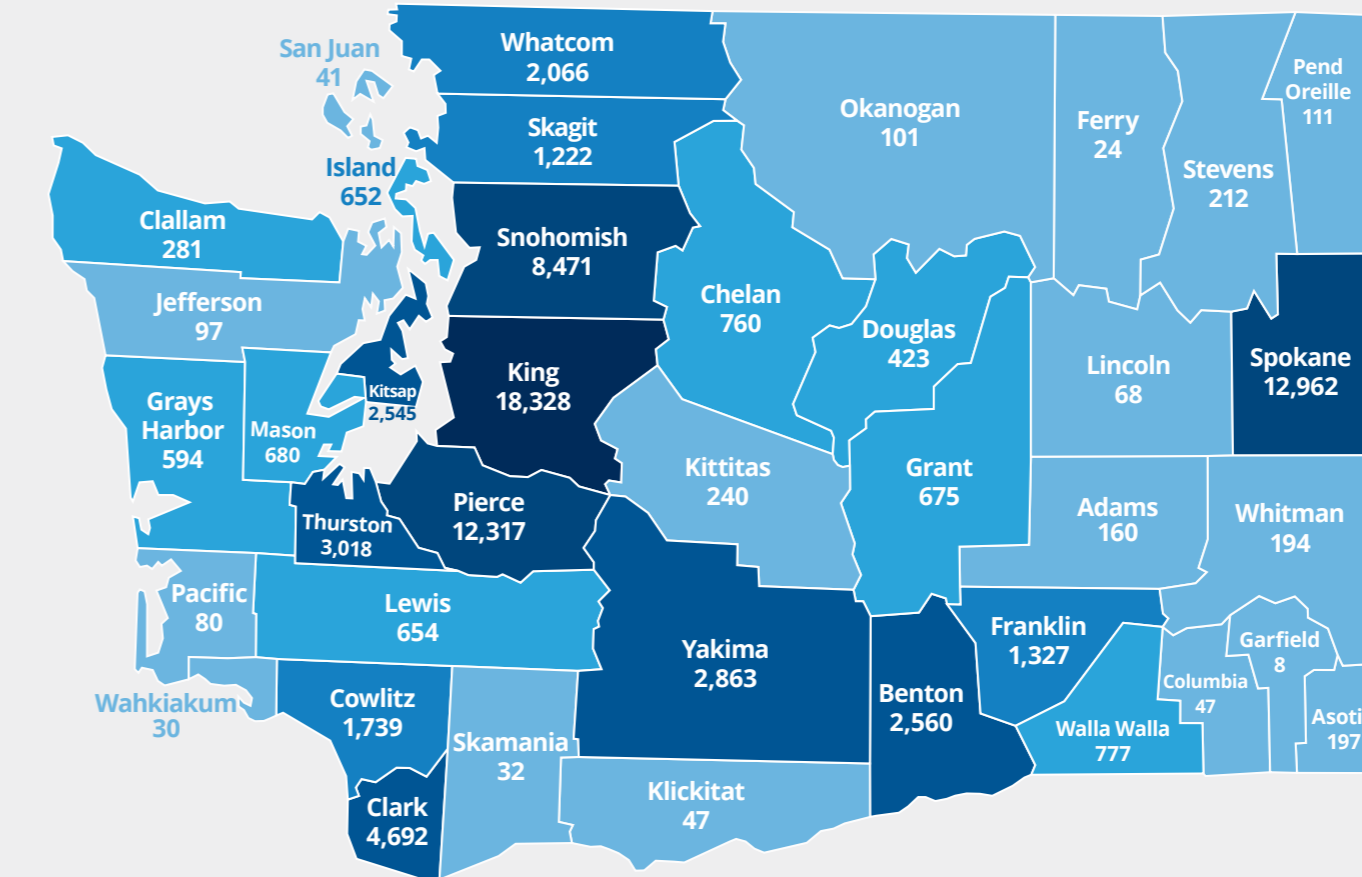 San Juan
41
Whatcom
2,066
Skagit
1,222
Island
652
Okanogan
101
Ferry
24
Stevens
212
Pend
Oreille
111
Clallam
281
Snohomish
8,471
Jefferson
97
Chelan
760
Douglas
423
Lincoln
68
Spokane
12,962
King
18,328
Kitsap
2,545
Grays
Harbor
594
Mason
680
Kittitas
240
Grant
675
Adams
160
Whitman
194
Pierce
12,317
Thurston
3,018
Pacific
80
Lewis
654
Yakima
2,863
Franklin
1,327
Garfield
8
Columbia
47
Benton
2,560
Wahkiakum
30
Cowlitz
1,739
Skamania
32
Walla Walla
777
Asoti
197
Klickitat
47
Clark
4,692